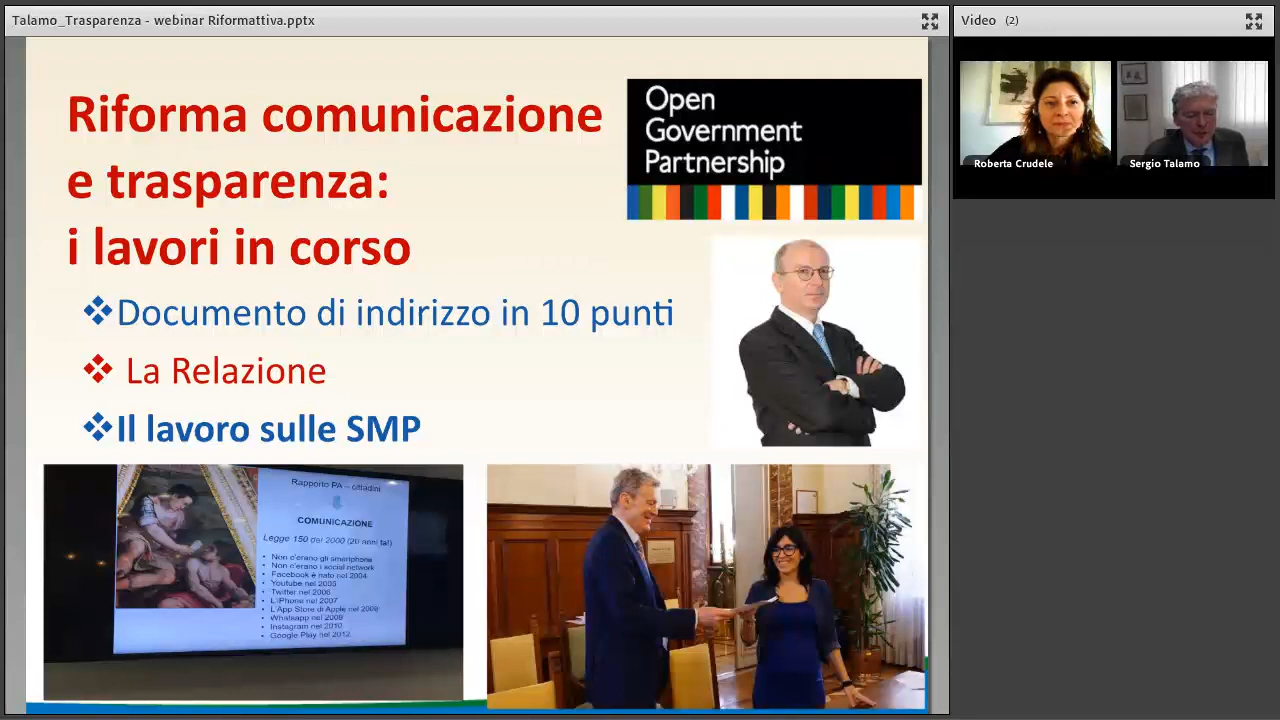 Talamo_Trasparenza - webinar Riformattiva.pptx
Video (2)
Riforma comunicazione
e trasparenza:
i lavori in corso
Open
Government
Partnership
Roberta Crudele
Sergio Talamo
Documento di indirizzo in 10 punti
La Relazione
Il lavoro sulle SMP
Rapporto PA – cittadini
COMUNICAZIONE
Legge 150 del 2000 (20 anni fa!)
• Non c'erano gli smartphone
• Non c'erano i social network
• Facebook è nato nel 2004
• Youtube nel 2005
• Twitter nel 2006
• L'iPhone nel 2007
• L'App Store di Apple nel 2008
• Whatsapp nel 2009
• Instagram nel 2010
• Google Play nel 2012